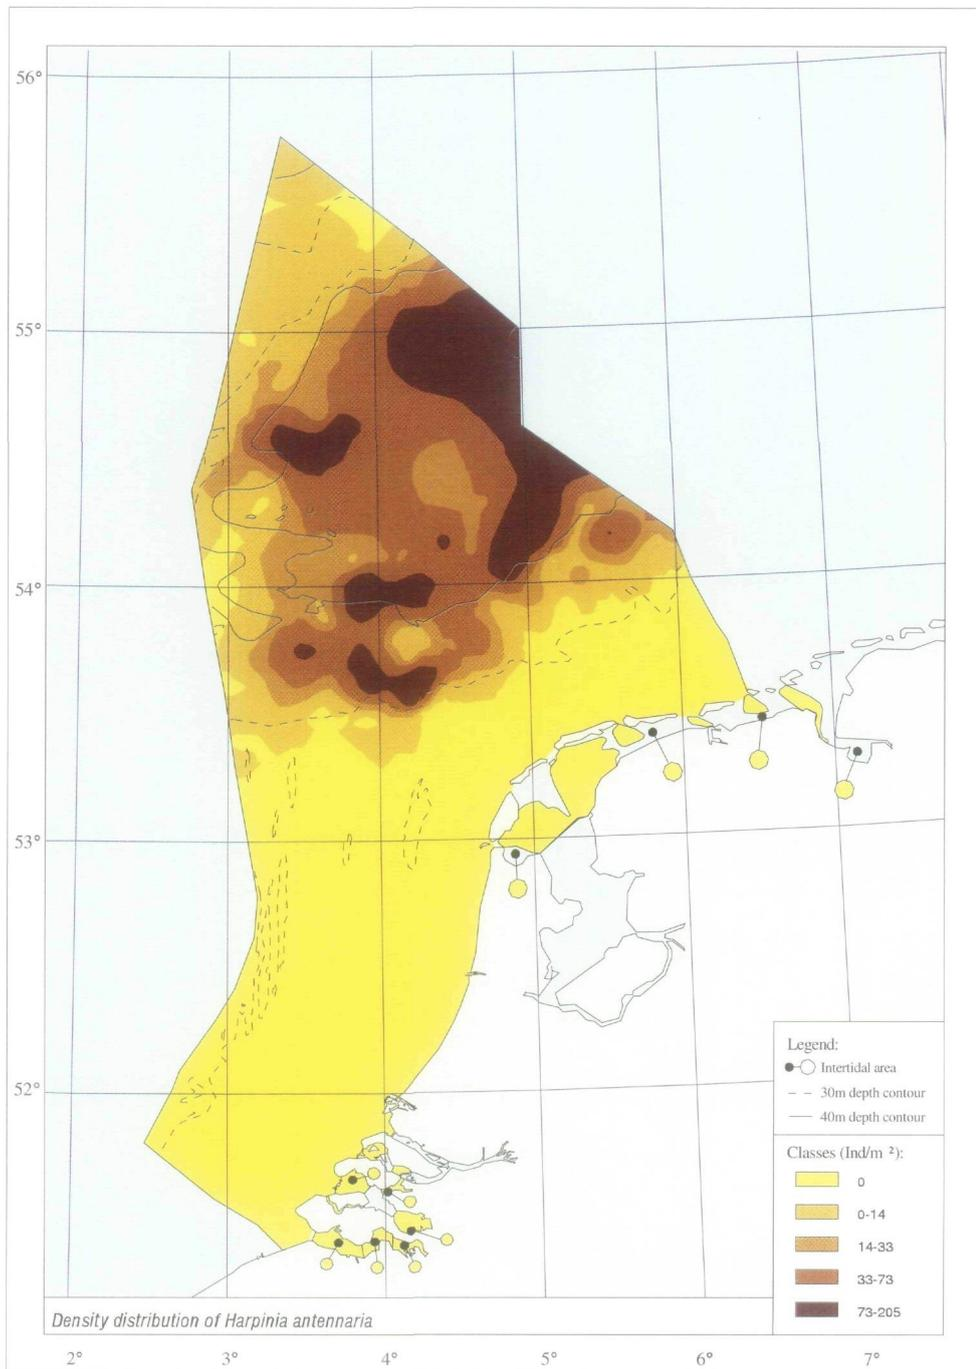 56°
55°
54°
53°
52°
Legend:
Intertidal area
30m depth contour
40m depth contour
Classes (Ind/m ²):
0
0-14
14-33
33-73
73-205
Density distribution of Harpinia antennaria
2° 3° 4° 5° 6° 7°